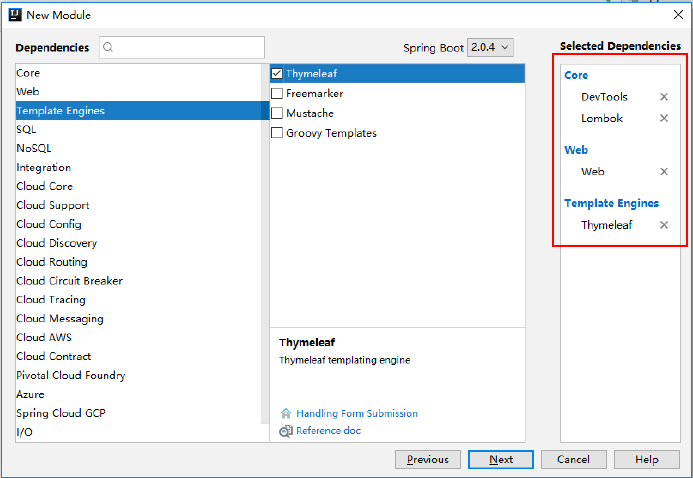 New Module
Dependencies
Spring Boot 2.0.4
Selected Dependencies
Core
Web
Template Engines
SQL
NoSQL
Integration
Cloud Core
Cloud Support
Cloud Config
Cloud Discovery
Cloud Routing
Cloud Circuit Breaker
Cloud Tracing
Cloud Messaging
Cloud AWS
Cloud Contract
Pivotal Cloud Foundry
Azure
Spring Cloud GCP
I/O
Thymeleaf
Freemarker
Mustache
Groovy Templates
Thymeleaf
Thymeleaf templating engine
Handling Form Submission
Reference doc
Core
DevTools
Lombok
Web
Web
Template Engines
Thymeleaf
Previous
Next
Cancel
Help